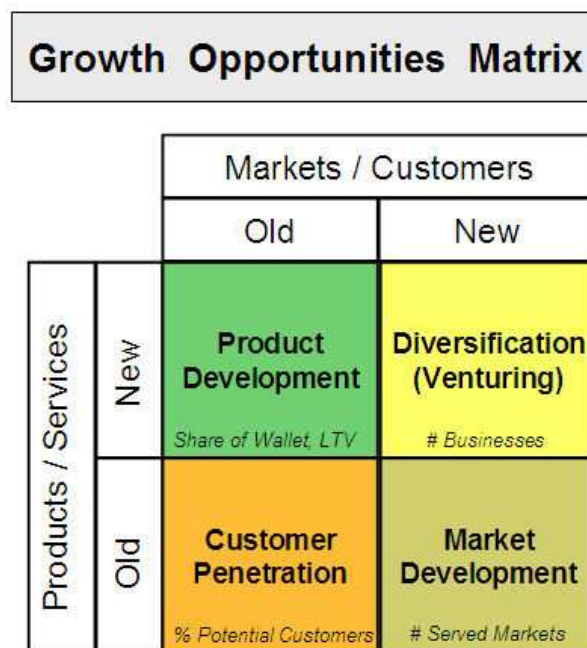 Growth Opportunities Matrix
Markets / Customers
Old
New
Products / Services
New
Product
Development
Share of Wallet, LTV
Diversification
(Venturing)
# Businesses
Old
Customer
Penetration
% Potential Customers
Market
Development
# Served Markets